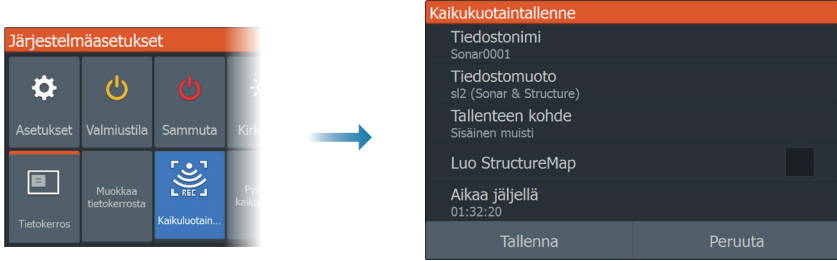 Järjestelmäasetukset
Asetukset
Valmiustila
Sammuta
Tietokerros
Muokkaa
tietokerrosta
REC
Kaikuluotain...
Kaikukuotaintallenne
Tiedostonimi
Sonar0001
Tiedostomuoto
sl2 (Sonar & Structure)
Tallenteen kohde
Sisäinen muisti
Luo StructureMap
Aikaa jäljellä
01:32:20
Tallenna
Peruuta